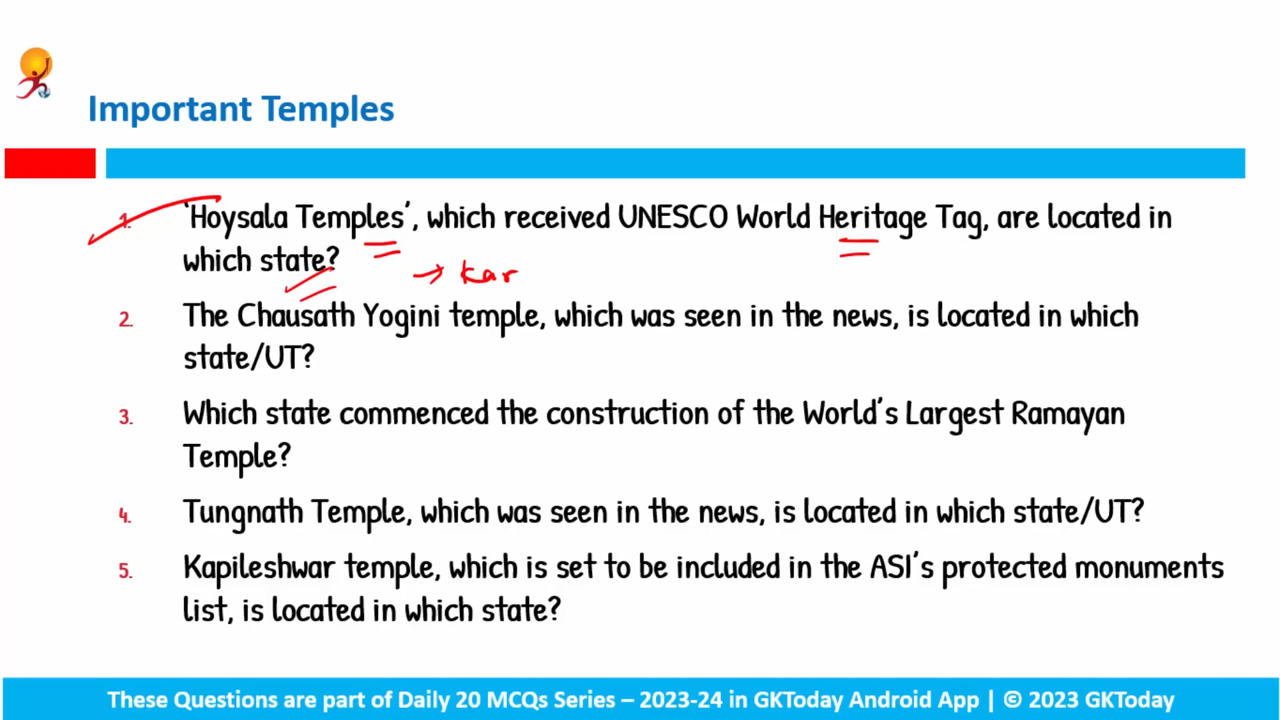 Important Temples
1. ‘Hoysala Temples’, which received UNESCO World Heritage Tag, are located in
which state?
→ Kar
2. The Chausath Yogini temple, which was seen in the news, is located in which
state/UT?
3. Which state commenced the construction of the World’s Largest Ramayan
Temple?
4. Tungnath Temple, which was seen in the news, is located in which state/UT?
5. Kapileshwar temple, which is set to be included in the ASI’s protected monuments
list, is located in which state?
These Questions are part of Daily 20 MCQs Series – 2023-24 in GKToday Android App | © 2023 GKToday